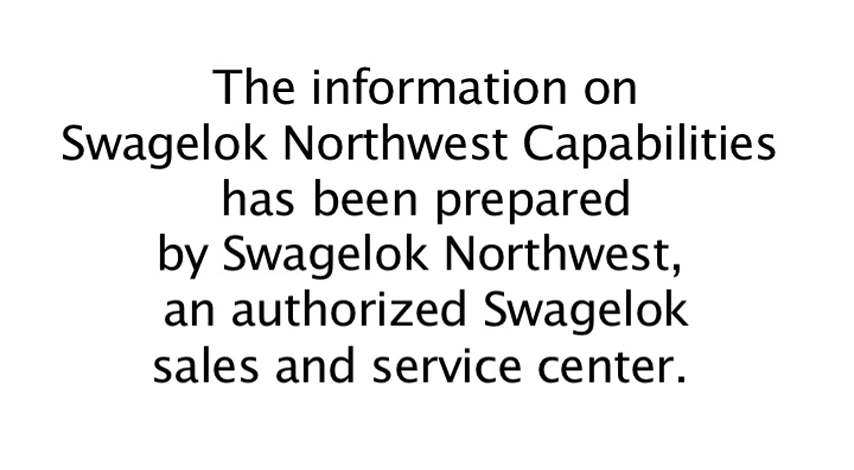 The information on
Swagelok Northwest Capabilities
has been prepared
by Swagelok Northwest,
an authorized Swagelok
sales and service center.